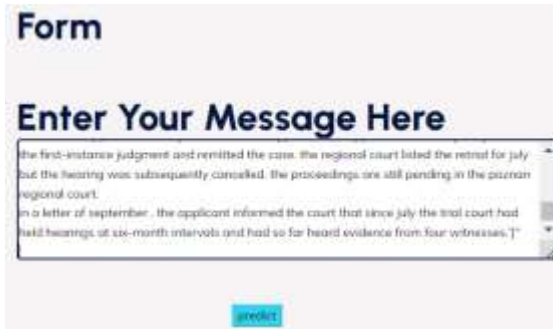 Form
Enter Your Message Here
the first-instance judgment and remitted the case. the regional court listed the retrial for july
but the hearing was subsequently cancelled. the proceedings are still pending in the poznan
regional court.
in a letter of september , the applicant informed the court that since july the trial court had
held hearings at six-month intervals and had so far heard evidence from four witnesses.']"
predict